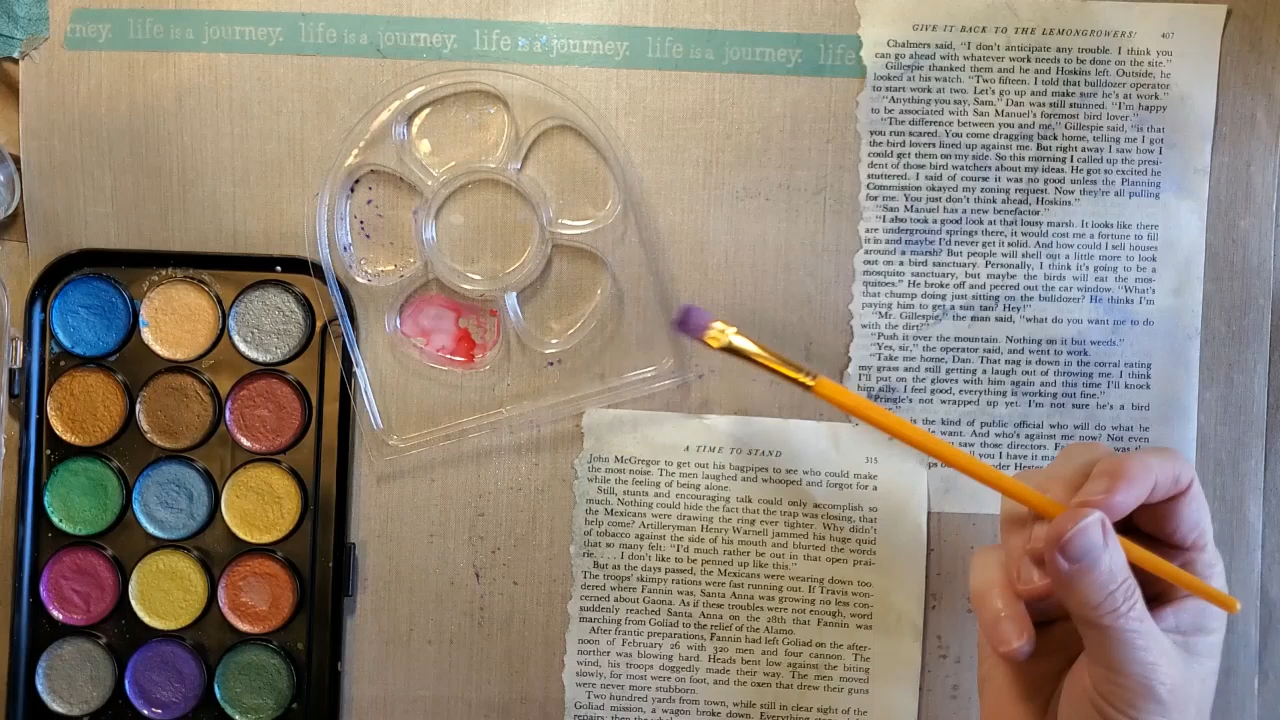 rney. life is a journey. life is a journey. life is a journey. life is a journey. life
GIVE IT BACK TO THE LEMONGROWERS! 407
Chalmers said, "I don't anticipate any trouble. I think you
can go ahead with whatever work needs to be done on the site."
Gillespie thanked them and he and Hoskins left. Outside, he
looked at his watch. "Two fifteen. I told that bulldozer operator
to start work at two. Let's go up and make sure he's at work."
"Anything you say, Sam," Dan was still stunned. "I'm happy
to be associated with San Manuel's foremost bird lover."
"The difference between you and me," Gillespie said, "is that
you run scared. You come dragging back home, telling me I got
the bird lovers lined up against me. But right away I saw how I
could get them on my side. So this morning I called up the presi-
dent of those bird watchers about my ideas. He got so excited he
stuttered. I said of course it was no good unless the Planning
Commission okayed my zoning request. Now they're all pulling
for me. You just don't think ahead, Hoskins."
"San Manuel has a new benefactor."
"I also took a good look at that lousy marsh. It looks like there
are underground springs there, it would cost me a fortune to fill
it in and maybe I'd never get it solid. And how could I sell houses
around a marsh? But people will shell out a little more to look
out on a bird sanctuary. Personally, I think it's going to be a
mosquito sanctuary, but maybe the birds will eat the mos-
quitoes." He broke off and peered out the car window. "What's
that chump doing just sitting on the bulldozer? He thinks I'm
paying him to get a sun tan? Hey!"
"Mr. Gillespie," the man said, "what do you want me to do
with the dirt?"
"Push it over the mountain. Nothing on it but weeds."
"Yes, sir," the operator said, and went to work.
"Take me home, Dan. That nag is down in the corral eating
my grass and still getting a laugh out of throwing me. I think
I'll put on the gloves with him again and this time I'll knock
him silly. I feel good, everything is working out fine."
"Pringle's not wrapped up yet. I'm not sure he's a bird
is the kind of public official who will do what he
want. And who's against me now? Not even
saw those directors.
you I have it
A TIME TO STAND 315
John McGregor to get out his bagpipes to see who could make
the most noise. The men laughed and whooped and forgot for a
while the feeling of being alone.
Still, stunts and encouraging talk could only accomplish so
much. Nothing could hide the fact that the trap was closing, that
the Mexicans were drawing the ring ever tighter. Why didn't
help come? Artilleryman Henry Warnell jammed his huge quid
of tobacco against the side of his mouth and blurted the words
that so many felt: "I'd much rather be out in that open prai-
rie. . . . I don't like to be penned up like this."
But as the days passed, the Mexicans were wearing down too.
The troops' skimpy rations were fast running out. If Travis won-
dered where Fannin was, Santa Anna was growing no less con-
cerned about Gaona. As if these troubles were not enough, word
suddenly reached Santa Anna on the 28th that Fannin was
marching from Goliad to the relief of the Alamo.
After frantic preparations, Fannin had left Goliad on the after-
noon of February 26 with 320 men and four cannon. The
norther was blowing hard. Heads bent low against the biting
wind, his troops doggedly made their way. The men moved
slowly, for most were on foot, and the oxen that drew their guns
were never more stubborn.
Two hundred yards from town, while still in clear sight of the
Goliad mission, a wagon broke down. Everything
repairs; then the